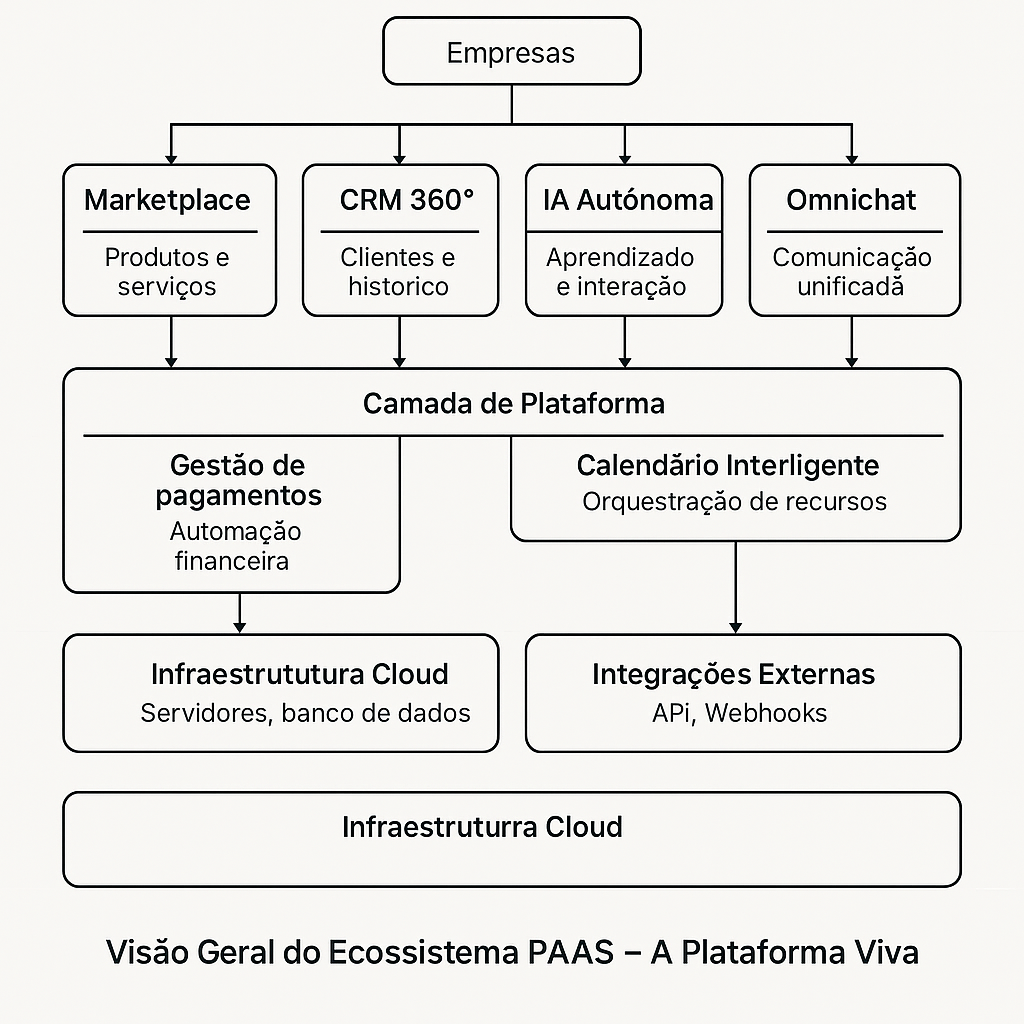 Empresas
Marketplace
Produtos e
serviços
CRM 360°
Clientes e
historico
IA Autónoma
Aprendizado
e interação
Omnichat
Comunicação
unificadă
Camada de Plataforma
Gestão de
pagamentos
Automação
financeira
Calendário Interligente
Orquestração de recursos
Infraestrututura Cloud
Servidores, banco de dados
Integrações Externas
APi, Webhooks
Infraestruturra Cloud
Visão Geral do Ecossistema PAAS – A Plataforma Viva